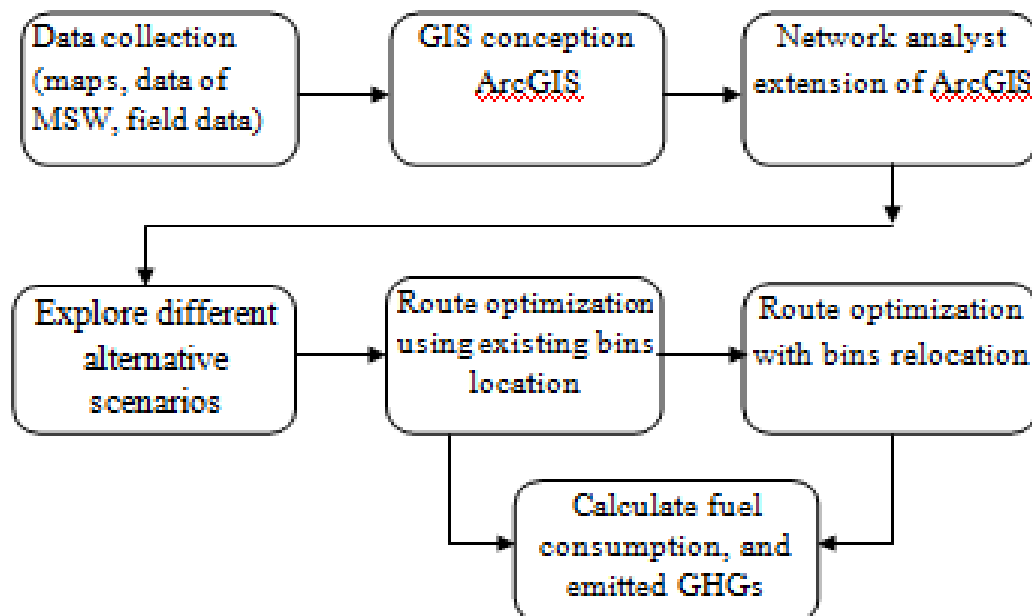 Data collection
(maps, data of
MSW, field data)
GIS conception
ArcGIS
Network analyst
extension of ArcGIS
Explore different
alternative
scenarios
Route optimization
using existing bins
location
Route optimization
with bins relocation
Calculate fuel
consumption, and
emitted GHGs